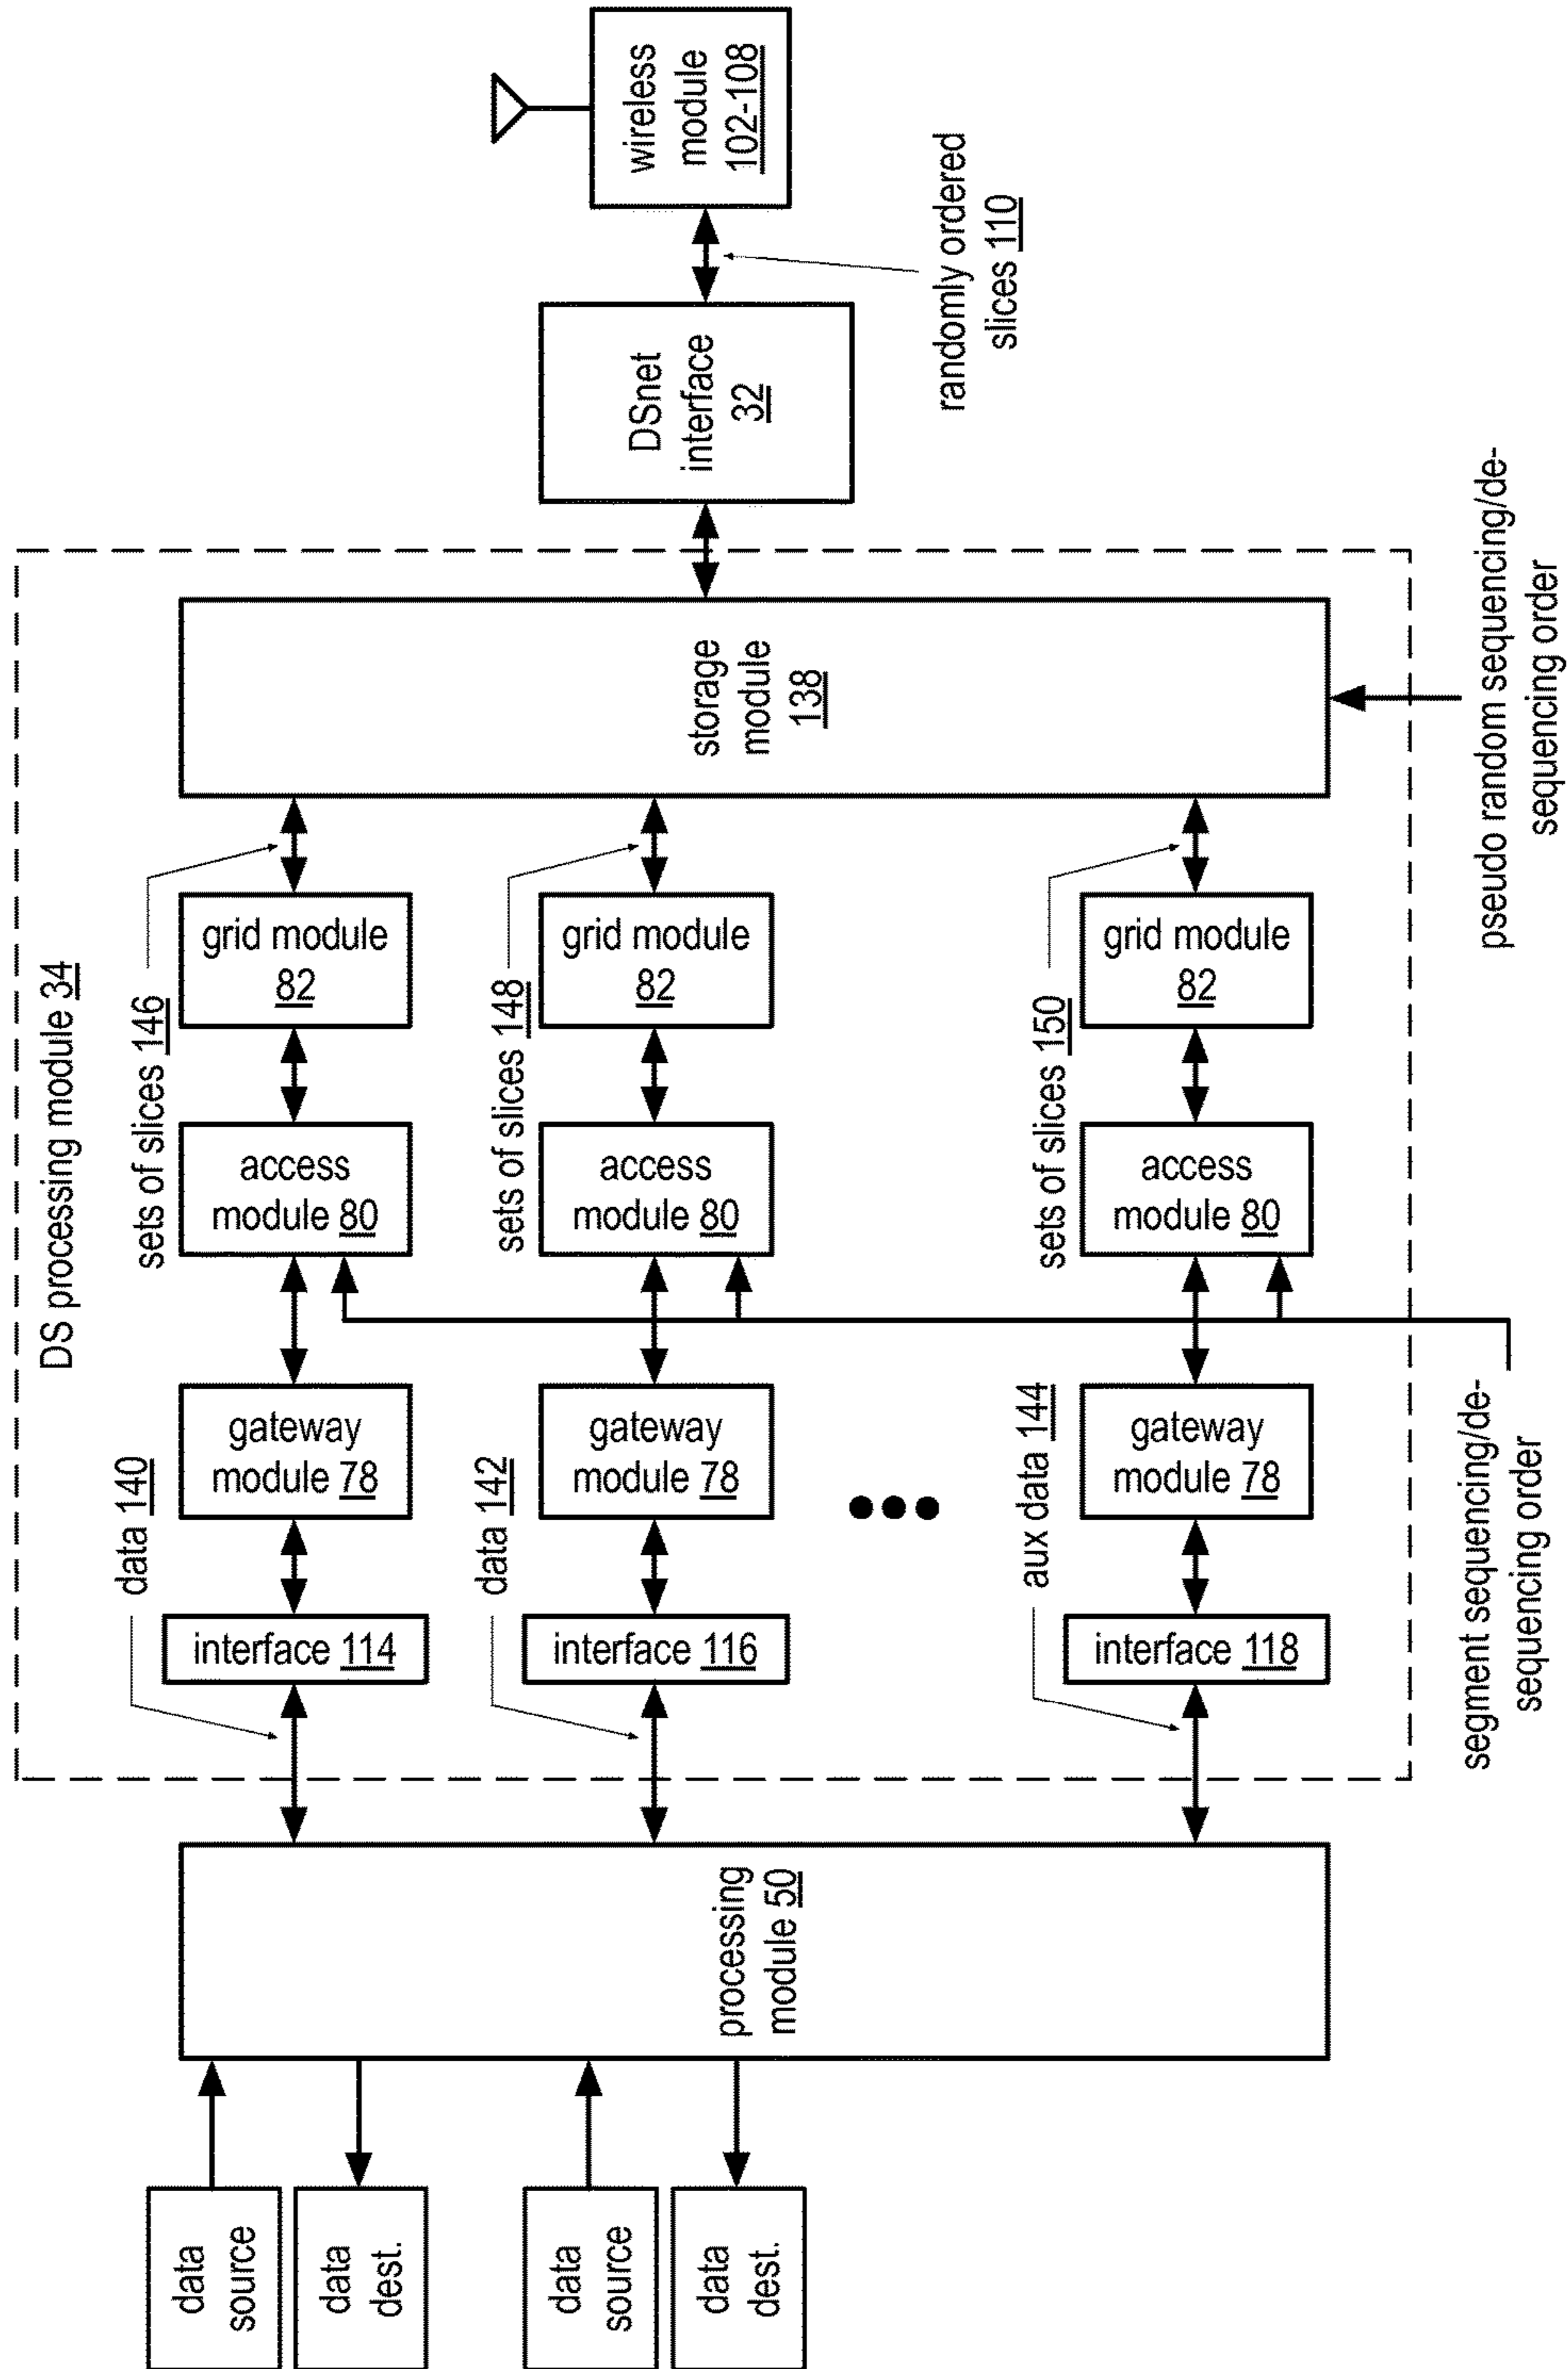 DS processing module 34
data
source
data
dest.
data
source
data
dest.
processing
module 50
data 140
interface 114
gateway
module 78
access
module 80
sets of slices 146
grid module
82
data 142
interface 116
gateway
module 78
access
module 80
sets of slices 148
grid module
82
aux data 144
interface 118
gateway
module 78
access
module 80
sets of slices 150
grid module
82
storage
module
138
DSnet
interface
32
wireless
module
102-108
randomly ordered
slices 110
segment sequencing/de-
sequencing order
pseudo random sequencing/de-
sequencing order